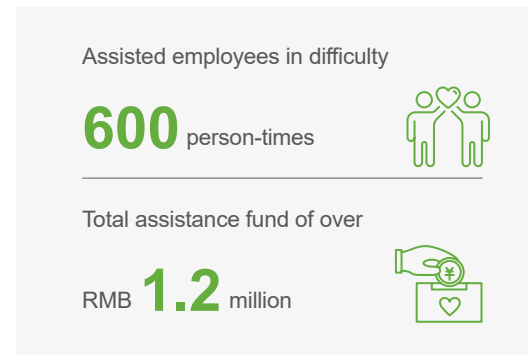 Assisted employees in difficulty
600 person-times
Total assistance fund of over
RMB 1.2 million
¥